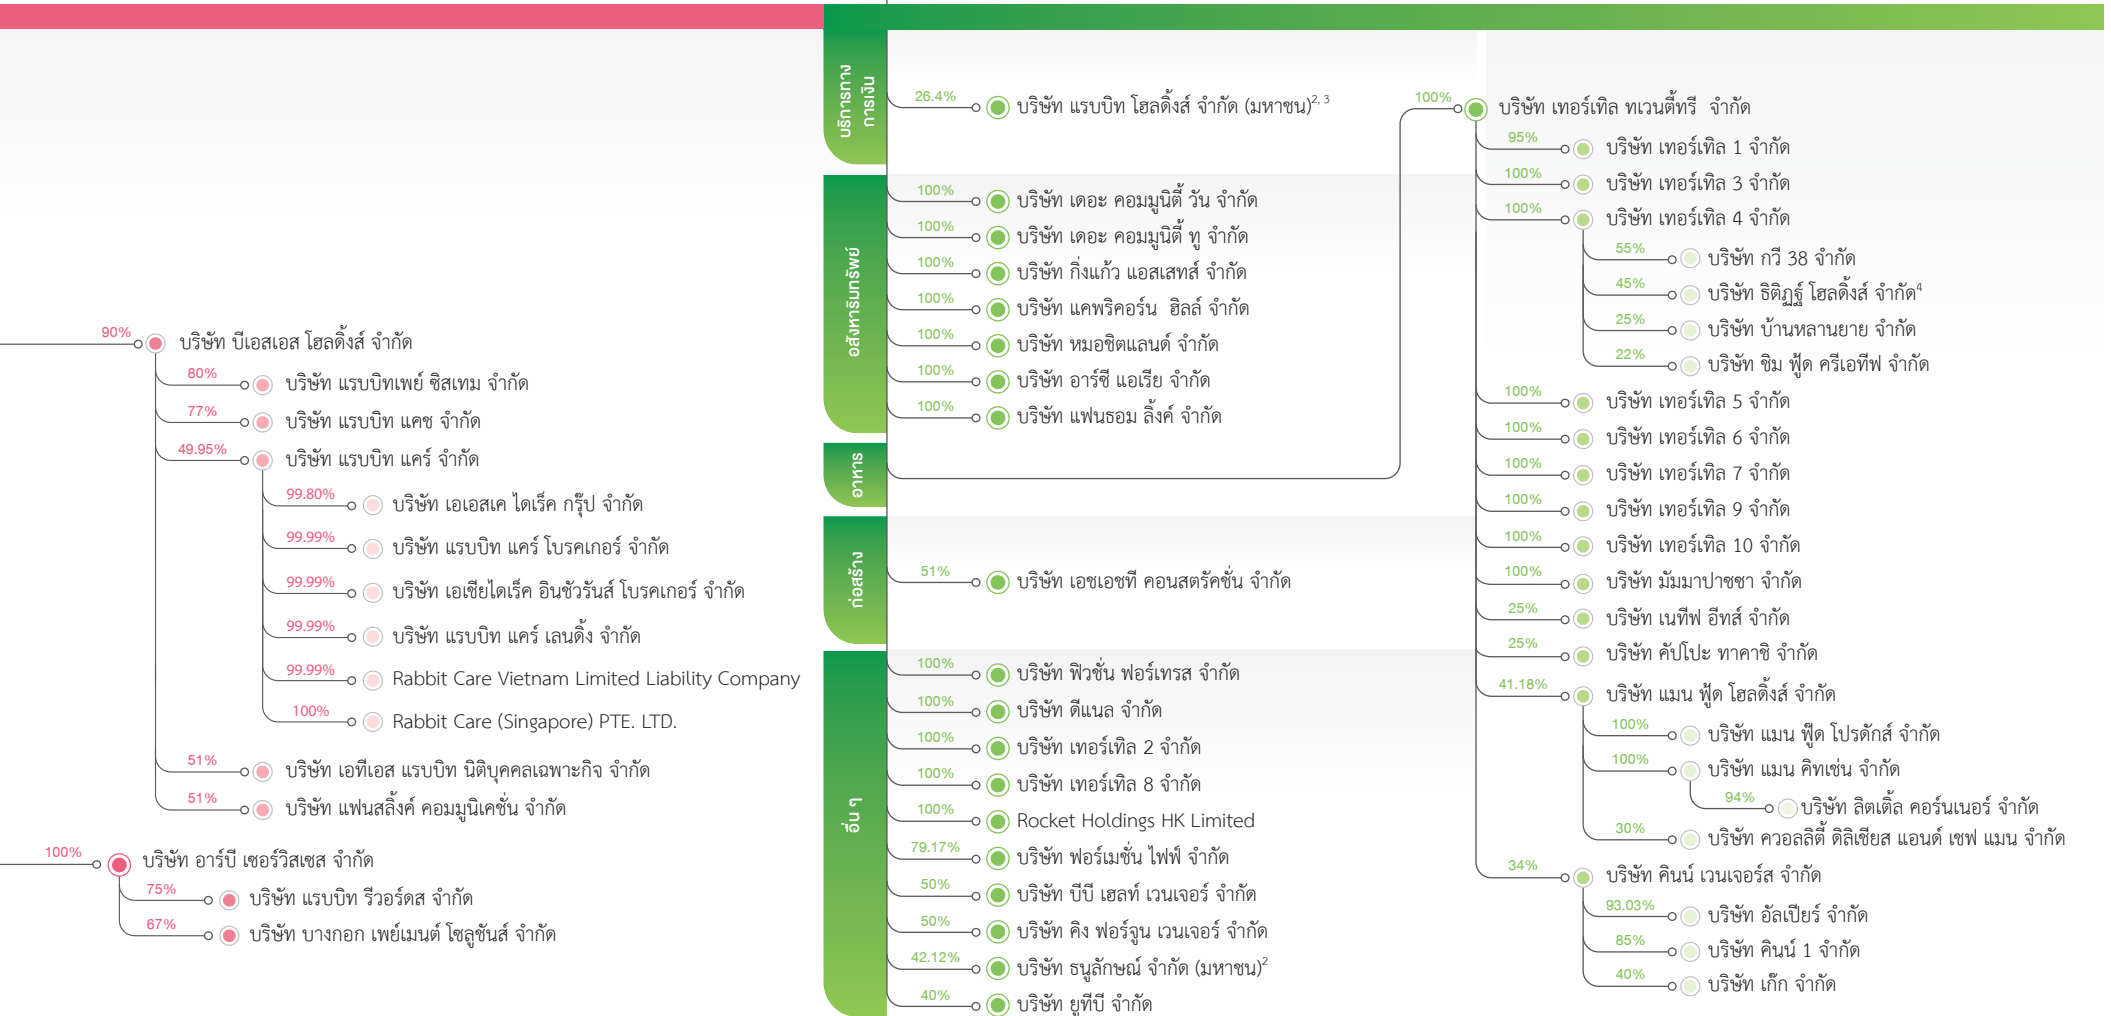 90%
บริษัท บีเอสเอส โฮลดิ้งส์ จำกัด
80%
บริษัท แรบบิทเพย์ ซิสเทม จำกัด
77%
บริษัท แรบบิท แคช จำกัด
49.95%
บริษัท แรบบิท แคร์ จำกัด
99.80%
บริษัท เอเอสเค ไดเร็ค กรุ๊ป จำกัด
99.99%
บริษัท แรบบิท แคร์ โบรคเกอร์ จำกัด
99.99%
บริษัท เอเชียไดเร็ค อินชัวรันส์ โบรคเกอร์ จำกัด
99.99%
บริษัท แรบบิท แคร์ เลนดิ้ง จำกัด
99.99%
Rabbit Care Vietnam Limited Liability Company
100%
Rabbit Care (Singapore) PTE. LTD.
51%
บริษัท เอทีเอส แรบบิท นิติบุคคลเฉพาะกิจ จำกัด
51%
บริษัท แฟนสลิ้งค์ คอมมูนิเคชั่น จำกัด
100%
บริษัท อาร์บี เซอร์วิสเซส จำกัด
75%
บริษัท แรบบิท รีวอร์ดส จำกัด
67%
บริษัท บางกอก เพย์เมนต์ โซลูชันส์ จำกัด
บริการทาง
การเงิน
26.4%
บริษัท แรบบิท โฮลดิ้งส์ จำกัด (มหาชน)2, 3
อสังหาริมทรัพย์
100%
บริษัท เดอะ คอมมูนิตี้ วัน จำกัด
100%
บริษัท เดอะ คอมมูนิตี้ ทู จำกัด
100%
บริษัท กิ่งแก้ว แอสเสทส์ จำกัด
100%
บริษัท แคพริคอร์น ฮิลล์ จำกัด
100%
บริษัท หมอชิตแลนด์ จำกัด
100%
บริษัท อาร์ซี แอเรีย จำกัด
100%
บริษัท แฟนธอม ลิ้งค์ จำกัด
อาหาร
ก่อสร้าง
51%
บริษัท เอชเอชที คอนสตรัคชั่น จำกัด
อื่น ๆ
100%
บริษัท ฟิวชั่น ฟอร์เทรส จำกัด
100%
บริษัท ดีแนล จำกัด
100%
บริษัท เทอร์เทิล 2 จำกัด
100%
บริษัท เทอร์เทิล 8 จำกัด
100%
Rocket Holdings HK Limited
79.17%
บริษัท ฟอร์เมชั่น ไฟฟ์ จำกัด
50%
บริษัท บีบี เฮลท์ เวนเจอร์ จำกัด
50%
บริษัท คิง ฟอร์จูน เวนเจอร์ จำกัด
42.12%
บริษัท ธนูลักษณ์ จำกัด (มหาชน)2
40%
บริษัท ยูทีบี จำกัด
100%
บริษัท เทอร์เทิล ทเวนตี้ทรี จำกัด
95%
บริษัท เทอร์เทิล 1 จำกัด
100%
บริษัท เทอร์เทิล 3 จำกัด
100%
บริษัท เทอร์เทิล 4 จำกัด
55%
บริษัท กวี 38 จำกัด
45%
บริษัท ธิติฏฐ์ โฮลดิ้งส์ จำกัด4
25%
บริษัท บ้านหลานยาย จำกัด
22%
บริษัท ชิม ฟู้ด ครีเอทีฟ จำกัด
100%
บริษัท เทอร์เทิล 5 จำกัด
100%
บริษัท เทอร์เทิล 6 จำกัด
100%
บริษัท เทอร์เทิล 7 จำกัด
100%
บริษัท เทอร์เทิล 9 จำกัด
100%
บริษัท เทอร์เทิล 10 จำกัด
100%
บริษัท มัมมาปาซซา จำกัด
25%
บริษัท เนทีฟ อีทส์ จำกัด
25%
บริษัท คัปโปะ ทาคาชิ จำกัด
41.18%
บริษัท แมน ฟู้ด โฮลดิ้งส์ จำกัด
100%
บริษัท แมน ฟู๊ด โปรดักส์ จำกัด
100%
บริษัท แมน คิทเช่น จำกัด
94%
บริษัท ลิตเติ้ล คอร์นเนอร์ จำกัด
30%
บริษัท ควอลลิตี้ ดิลิเชียส แอนด์ เชฟ แมน จำกัด
34%
บริษัท คินน์ เวนเจอร์ส จำกัด
93.03%
บริษัท อัลเปียร์ จำกัด
85%
บริษัท คินน์ 1 จำกัด
40%
บริษัท เก๊ก จำกัด